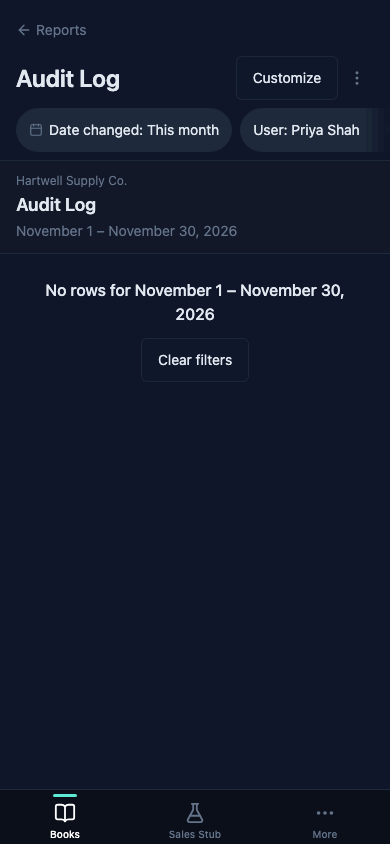 Reports
Audit Log
Customize
Date changed: This month
User: Priya Shah
Hartwell Supply Co.
Audit Log
November 1 – November 30, 2026
No rows for November 1 – November 30,
2026
Clear filters
Books
Sales Stub
More